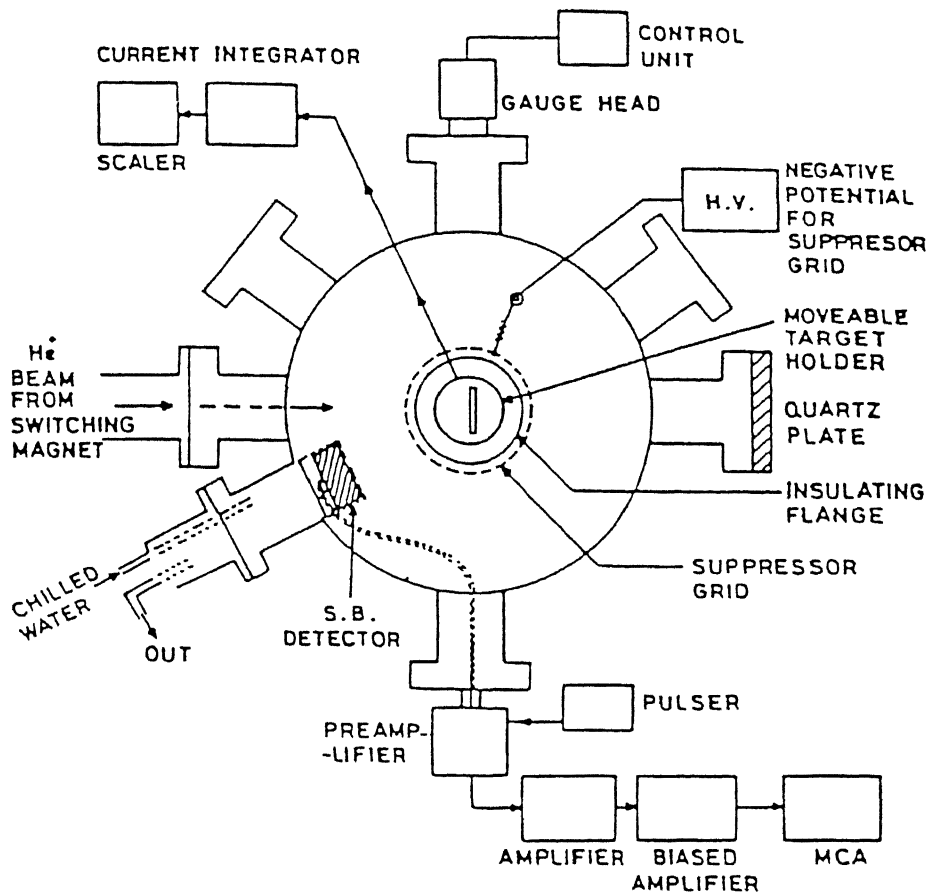 CONTROL
UNIT
CURRENT INTEGRATOR
GAUGE HEAD
SCALER
H.V.
NEGATIVE
POTENTIAL
FOR
SUPPRESOR
GRID
MOVEABLE
TARGET
HOLDER
He⁺
BEAM
FROM
SWITCHING
MAGNET
QUARTZ
PLATE
INSULATING
FLANGE
SUPPRESSOR
GRID
CHILLED
WATER
OUT
S.B.
DETECTOR
PULSER
PREAMP-
-LIFIER
AMPLIFIER
BIASED
AMPLIFIER
MCA